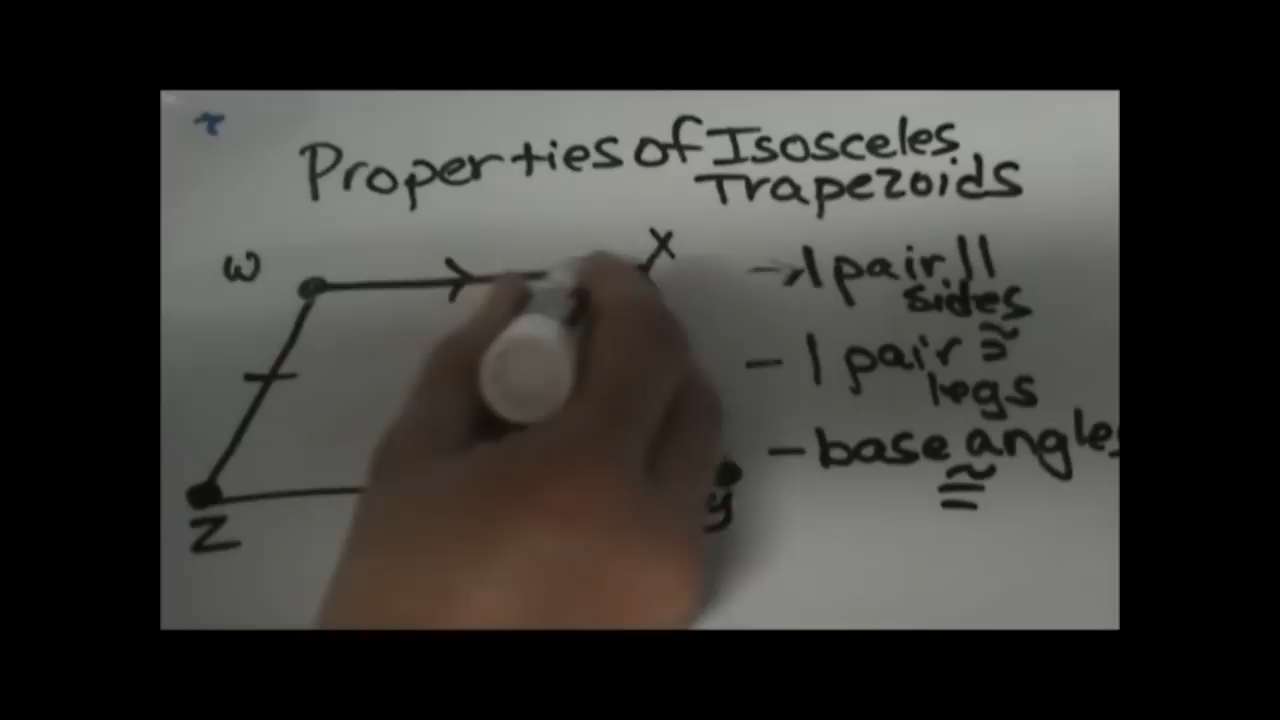 Properties of Isosceles
Trapezoids
W
X
→ 1 pair ||
sides
- 1 pair ≅
legs
- base angles
≅
Z
y